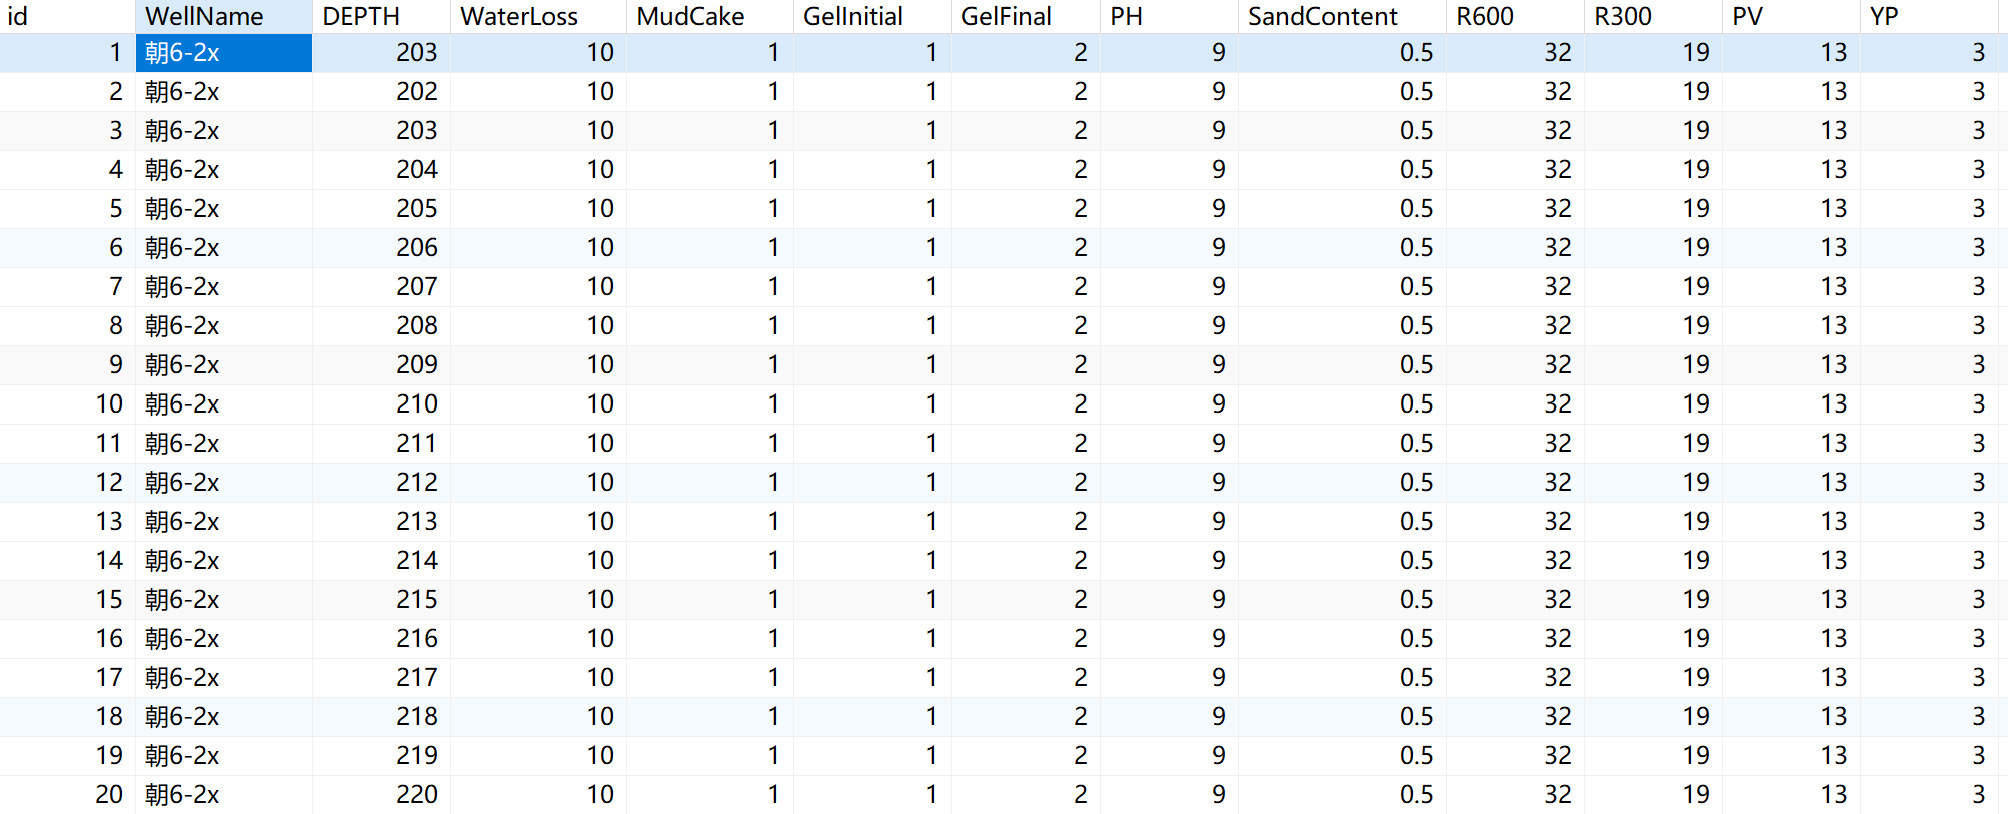 id WellName DEPTH WaterLoss MudCake GelInitial GelFinal PH SandContent R600 R300 PV YP
1 朝6-2x 203 10 1 1 2 9 0.5 32 19 13 3
2 朝6-2x 202 10 1 1 2 9 0.5 32 19 13 3
3 朝6-2x 203 10 1 1 2 9 0.5 32 19 13 3
4 朝6-2x 204 10 1 1 2 9 0.5 32 19 13 3
5 朝6-2x 205 10 1 1 2 9 0.5 32 19 13 3
6 朝6-2x 206 10 1 1 2 9 0.5 32 19 13 3
7 朝6-2x 207 10 1 1 2 9 0.5 32 19 13 3
8 朝6-2x 208 10 1 1 2 9 0.5 32 19 13 3
9 朝6-2x 209 10 1 1 2 9 0.5 32 19 13 3
10 朝6-2x 210 10 1 1 2 9 0.5 32 19 13 3
11 朝6-2x 211 10 1 1 2 9 0.5 32 19 13 3
12 朝6-2x 212 10 1 1 2 9 0.5 32 19 13 3
13 朝6-2x 213 10 1 1 2 9 0.5 32 19 13 3
14 朝6-2x 214 10 1 1 2 9 0.5 32 19 13 3
15 朝6-2x 215 10 1 1 2 9 0.5 32 19 13 3
16 朝6-2x 216 10 1 1 2 9 0.5 32 19 13 3
17 朝6-2x 217 10 1 1 2 9 0.5 32 19 13 3
18 朝6-2x 218 10 1 1 2 9 0.5 32 19 13 3
19 朝6-2x 219 10 1 1 2 9 0.5 32 19 13 3
20 朝6-2x 220 10 1 1 2 9 0.5 32 19 13 3